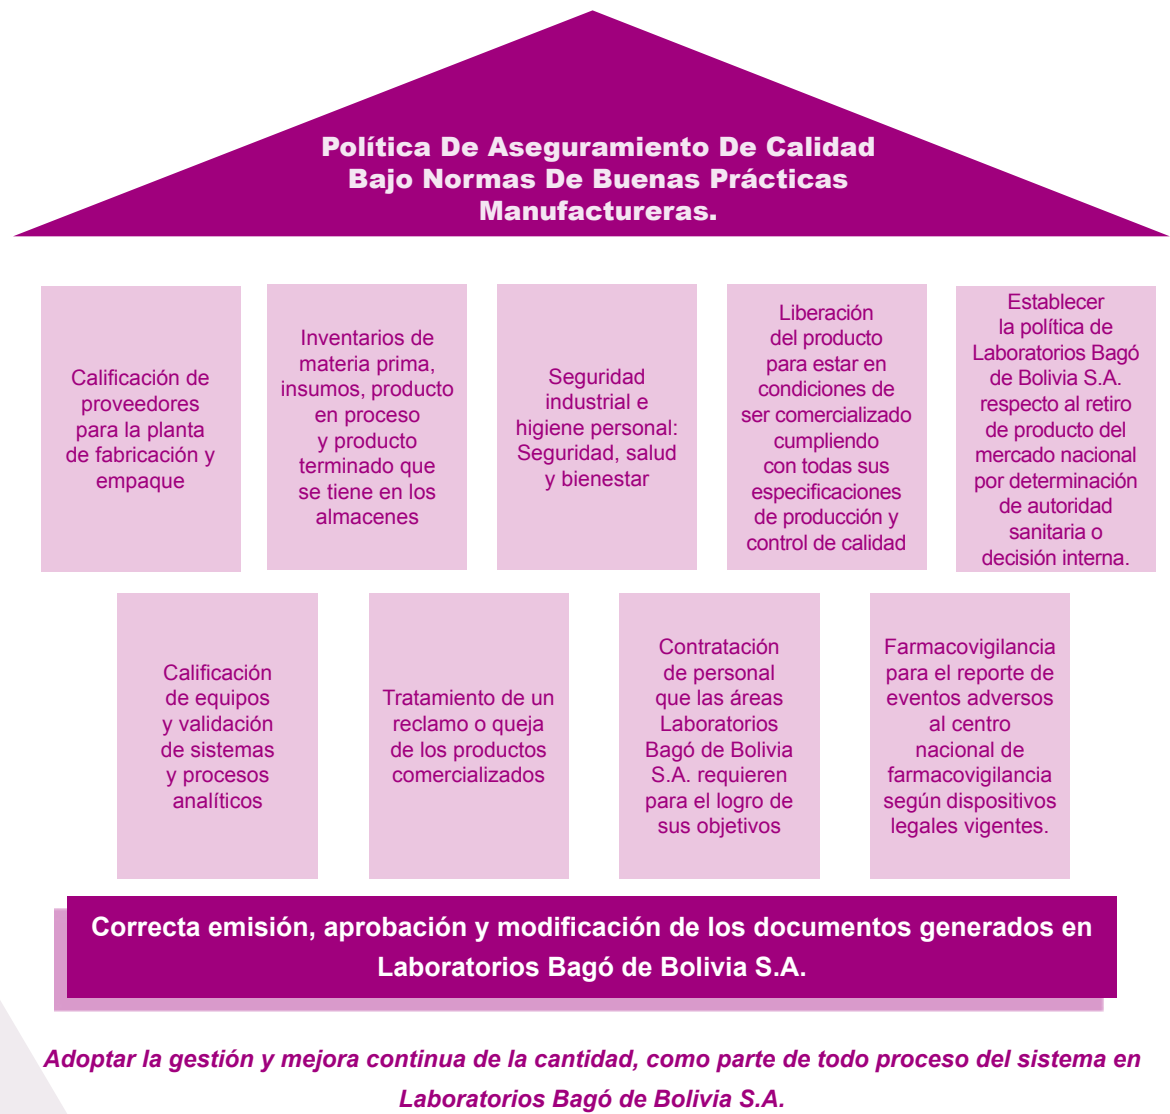 Política De Aseguramiento De Calidad
Bajo Normas De Buenas Prácticas
Manufactureras.
Calificación de
proveedores
para la planta
de fabricación y
empaque
Inventarios de
materia prima,
insumos, producto
en proceso
y producto
terminado que
se tiene en los
almacenes
Seguridad
industrial e
higiene personal:
Seguridad, salud
y bienestar
Liberación
del producto
para estar en
condiciones de
ser comercializado
cumpliendo
con todas sus
especificaciones
de producción y
control de calidad
Establecer
la política de
Laboratorios Bagó
de Bolivia S.A.
respecto al retiro
de producto del
mercado nacional
por determinación
de autoridad
sanitaria o
decisión interna.
Calificación
de equipos
y validación
de sistemas
y procesos
analíticos
Tratamiento de un
reclamo o queja
de los productos
comercializados
Contratación
de personal
que las áreas
Laboratorios
Bagó de Bolivia
S.A. requieren
para el logro de
sus objetivos
Farmacovigilancia
para el reporte de
eventos adversos
al centro
nacional de
farmacovigilancia
según dispositivos
legales vigentes.
Correcta emisión, aprobación y modificación de los documentos generados en
Laboratorios Bagó de Bolivia S.A.
Adoptar la gestión y mejora continua de la cantidad, como parte de todo proceso del sistema en
Laboratorios Bagó de Bolivia S.A.